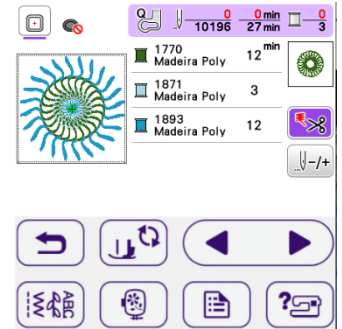 Q 0 0 min 0
10196 27 min 3
1770
Madeira Poly 12 min
1871
Madeira Poly 3
1893
Madeira Poly 12
-/+
ABC
?